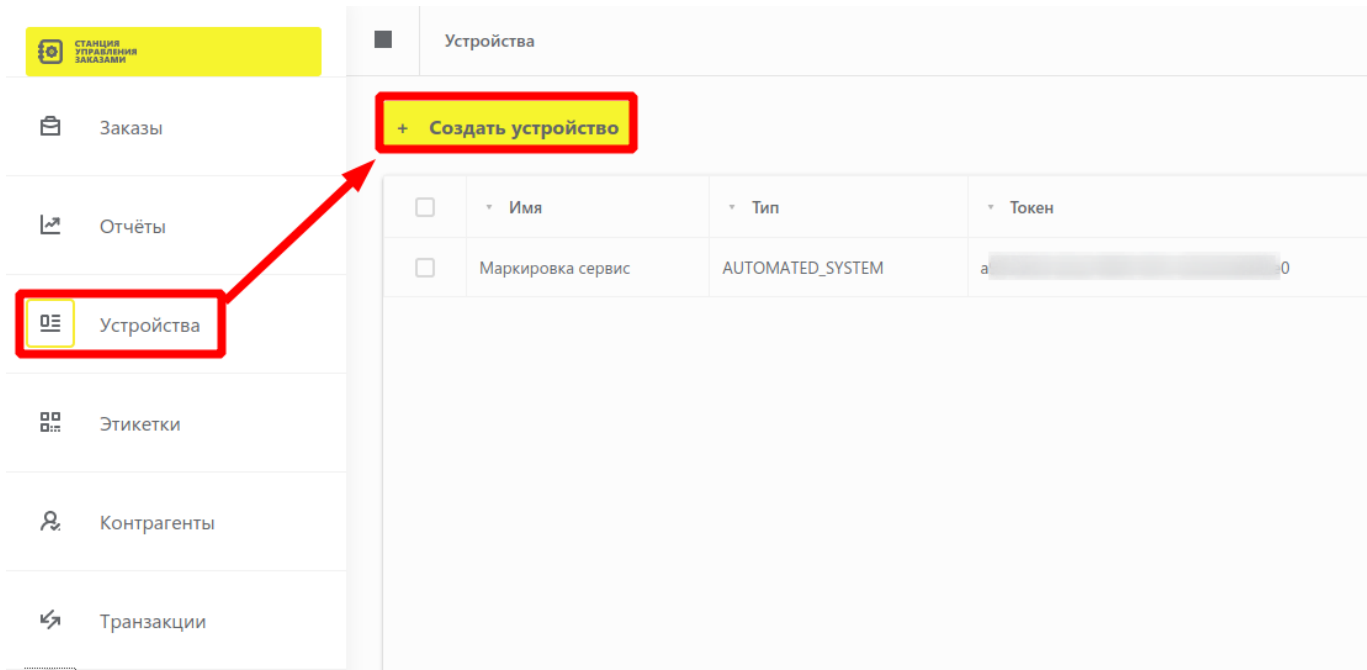 СТАНЦИЯ
УПРАВЛЕНИЯ
ЗАКАЗАМИ
Устройства
Заказы
+ Создать устройство
Отчёты
Имя Тип Токен
Маркировка сервис AUTOMATED_SYSTEM
Устройства
Этикетки
Контрагенты
Транзакции